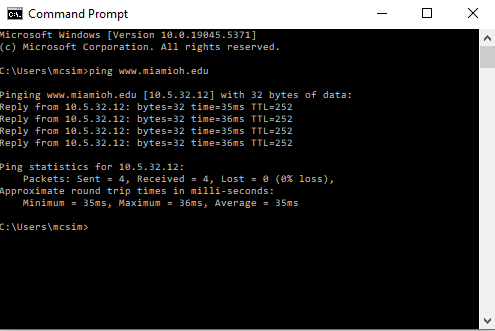 Command Prompt
Microsoft Windows [Version 10.0.19045.5371]
(c) Microsoft Corporation. All rights reserved.
C:\Users\mcsim>ping www.miamioh.edu
Pinging www.miamioh.edu [10.5.32.12] with 32 bytes of data:
Reply from 10.5.32.12: bytes=32 time=35ms TTL=252
Reply from 10.5.32.12: bytes=32 time=36ms TTL=252
Reply from 10.5.32.12: bytes=32 time=35ms TTL=252
Reply from 10.5.32.12: bytes=32 time=36ms TTL=252
Ping statistics for 10.5.32.12:
    Packets: Sent = 4, Received = 4, Lost = 0 (0% loss),
Approximate round trip times in milli-seconds:
    Minimum = 35ms, Maximum = 36ms, Average = 35ms
C:\Users\mcsim>